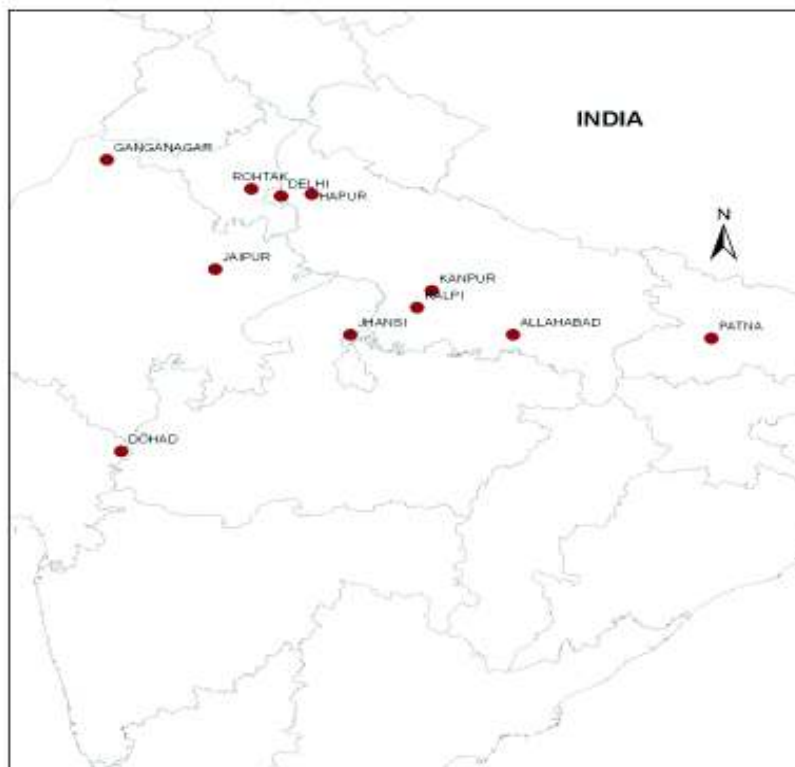 INDIA
GANGANAGAR
ROHTAK
DELHI
HAPUR
N
JAIPUR
KANPUR
KALPI
JHANSI
ALLAHABAD
PATNA
DOHAD